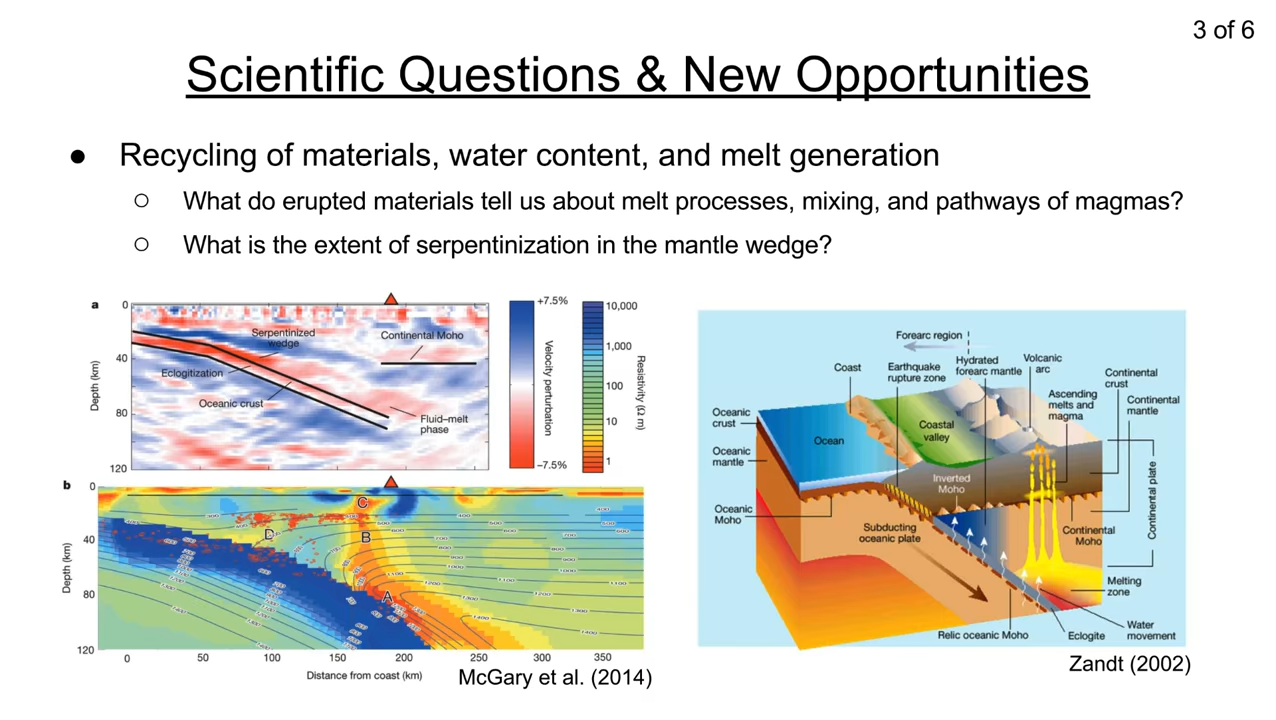 3 of 6
Scientific Questions & New Opportunities
● Recycling of materials, water content, and melt generation
○ What do erupted materials tell us about melt processes, mixing, and pathways of magmas?
○ What is the extent of serpentinization in the mantle wedge?
a
0
40
80
120
Depth (km)
Serpentinized
wedge
Continental Moho
Eclogitization
Oceanic crust
Fluid–melt
phase
+7.5%
Velocity perturbation
–7.5%
10,000
1,000
100
10
1
Resistivity (Ω m)
b
0
40
80
120
Depth (km)
C
D
B
A
0 50 100 150 200 250 300 350
Distance from coast (km)
McGary et al. (2014)
Forearc region
Coast
Earthquake
rupture zone
Hydrated
forearc mantle
Volcanic
arc
Continental
crust
Ascending
melts and
magma
Continental
mantle
Oceanic
crust
Ocean
Coastal
valley
Oceanic
mantle
Inverted
Moho
Continental plate
Oceanic
Moho
Subducting
oceanic plate
Continental
Moho
Melting
zone
Relic oceanic Moho
Eclogite
Water
movement
Zandt (2002)